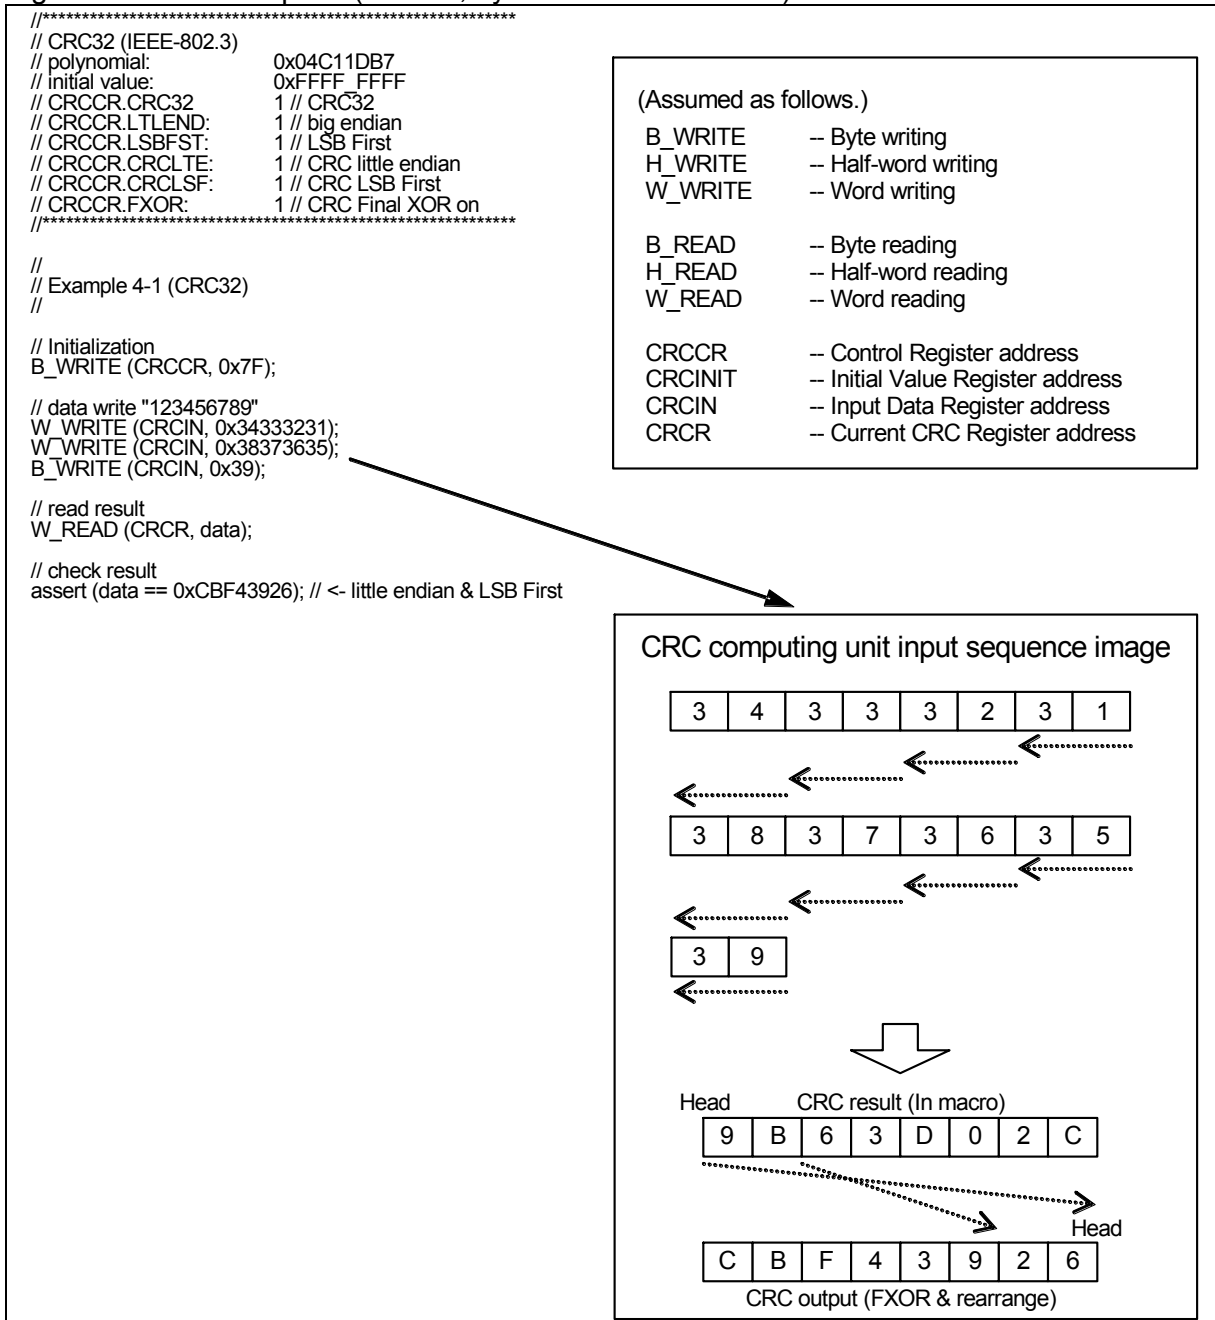 //************************************************************
// CRC32 (IEEE-802.3)
// polynomial: 0x04C11DB7
// initial value: 0xFFFF_FFFF
// CRCCR.CRC32 1 // CRC32
// CRCCR.LTLEND: 1 // big endian
// CRCCR.LSBFST: 1 // LSB First
// CRCCR.CRCLTE: 1 // CRC little endian
// CRCCR.CRCLSF: 1 // CRC LSB First
// CRCCR.FXOR: 1 // CRC Final XOR on
//************************************************************
//
// Example 4-1 (CRC32)
//
// Initialization
B_WRITE (CRCCR, 0x7F);
// data write "123456789"
W_WRITE (CRCIN, 0x34333231);
W_WRITE (CRCIN, 0x38373635);
B_WRITE (CRCIN, 0x39);
// read result
W_READ (CRCR, data);
// check result
assert (data == 0xCBF43926); // <- little endian & LSB First
(Assumed as follows.)
B_WRITE -- Byte writing
H_WRITE -- Half-word writing
W_WRITE -- Word writing
B_READ -- Byte reading
H_READ -- Half-word reading
W_READ -- Word reading
CRCCR -- Control Register address
CRCINIT -- Initial Value Register address
CRCIN -- Input Data Register address
CRCR -- Current CRC Register address
CRC computing unit input sequence image
3 4 3 3 3 2 3 1
3 8 3 7 3 6 3 5
3 9
Head CRC result (In macro)
9 B 6 3 D 0 2 C
Head
C B F 4 3 9 2 6
CRC output (FXOR & rearrange)